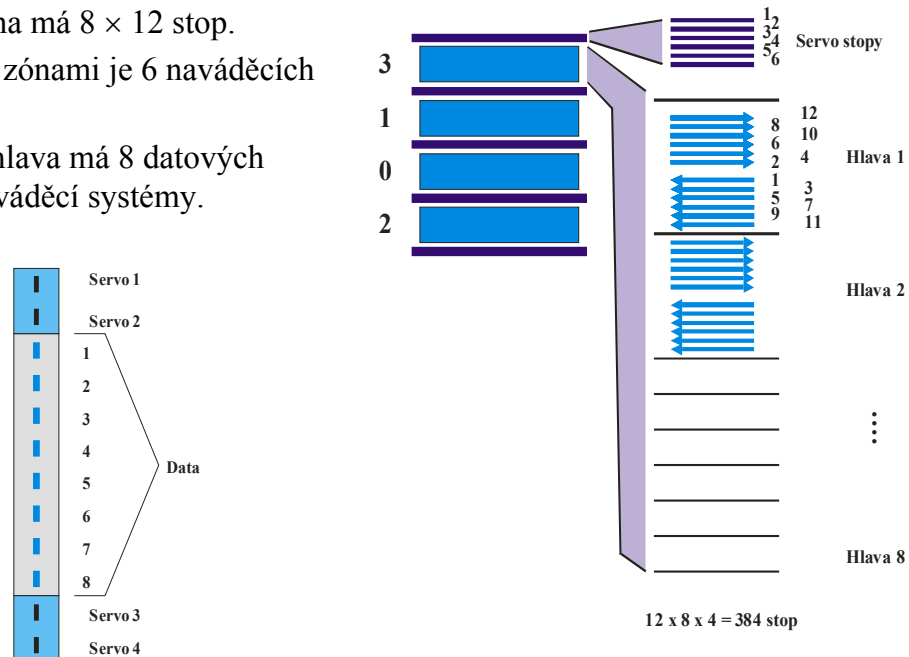 na má 8 × 12 stop.
zónami je 6 naváděcích
hlava má 8 datových
váděcí systémy.
3
1
0
2
1
2
3
4
5
6
Servo stopy
12
8
10
6
2
4
Hlava 1
1
3
5
7
9
11
Hlava 2
Hlava 8
12 x 8 x 4 = 384 stop
Servo 1
Servo 2
1
2
3
4
5
6
7
8
Data
Servo 3
Servo 4